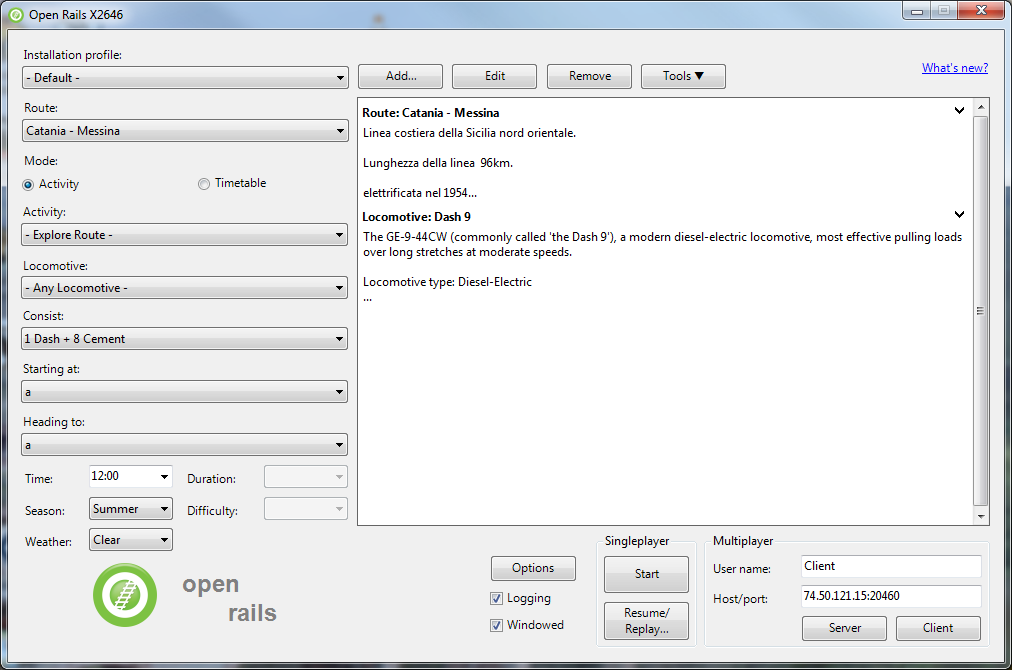 Open Rails X2646
Installation profile:
- Default -
Add...
Edit
Remove
Tools ▼
What's new?
Route:
Catania - Messina
Mode:
Activity
Timetable
Activity:
- Explore Route -
Locomotive:
- Any Locomotive -
Consist:
1 Dash + 8 Cement
Starting at:
a
Heading to:
a
Time:
12:00
Duration:
Season:
Summer
Difficulty:
Weather:
Clear
open
rails
Route: Catania - Messina
Linea costiera della Sicilia nord orientale.
Lunghezza della linea 96km.
elettrificata nel 1954...
Locomotive: Dash 9
The GE-9-44CW (commonly called 'the Dash 9'), a modern diesel-electric locomotive, most effective pulling loads
over long stretches at moderate speeds.
Locomotive type: Diesel-Electric
...
Options
Logging
Windowed
Singleplayer
Start
Resume/
Replay...
Multiplayer
User name:
Client
Host/port:
74.50.121.15:20460
Server
Client